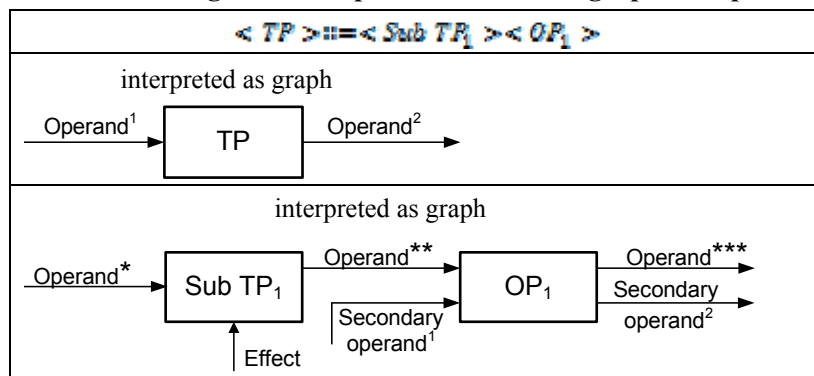 < TP >::=< Sub TP₁ >< OP₁ >
interpreted as graph
Operand¹ TP Operand²
interpreted as graph
Operand* Sub TP₁ Operand** OP₁ Operand***
Secondary operand¹
Secondary operand²
Effect